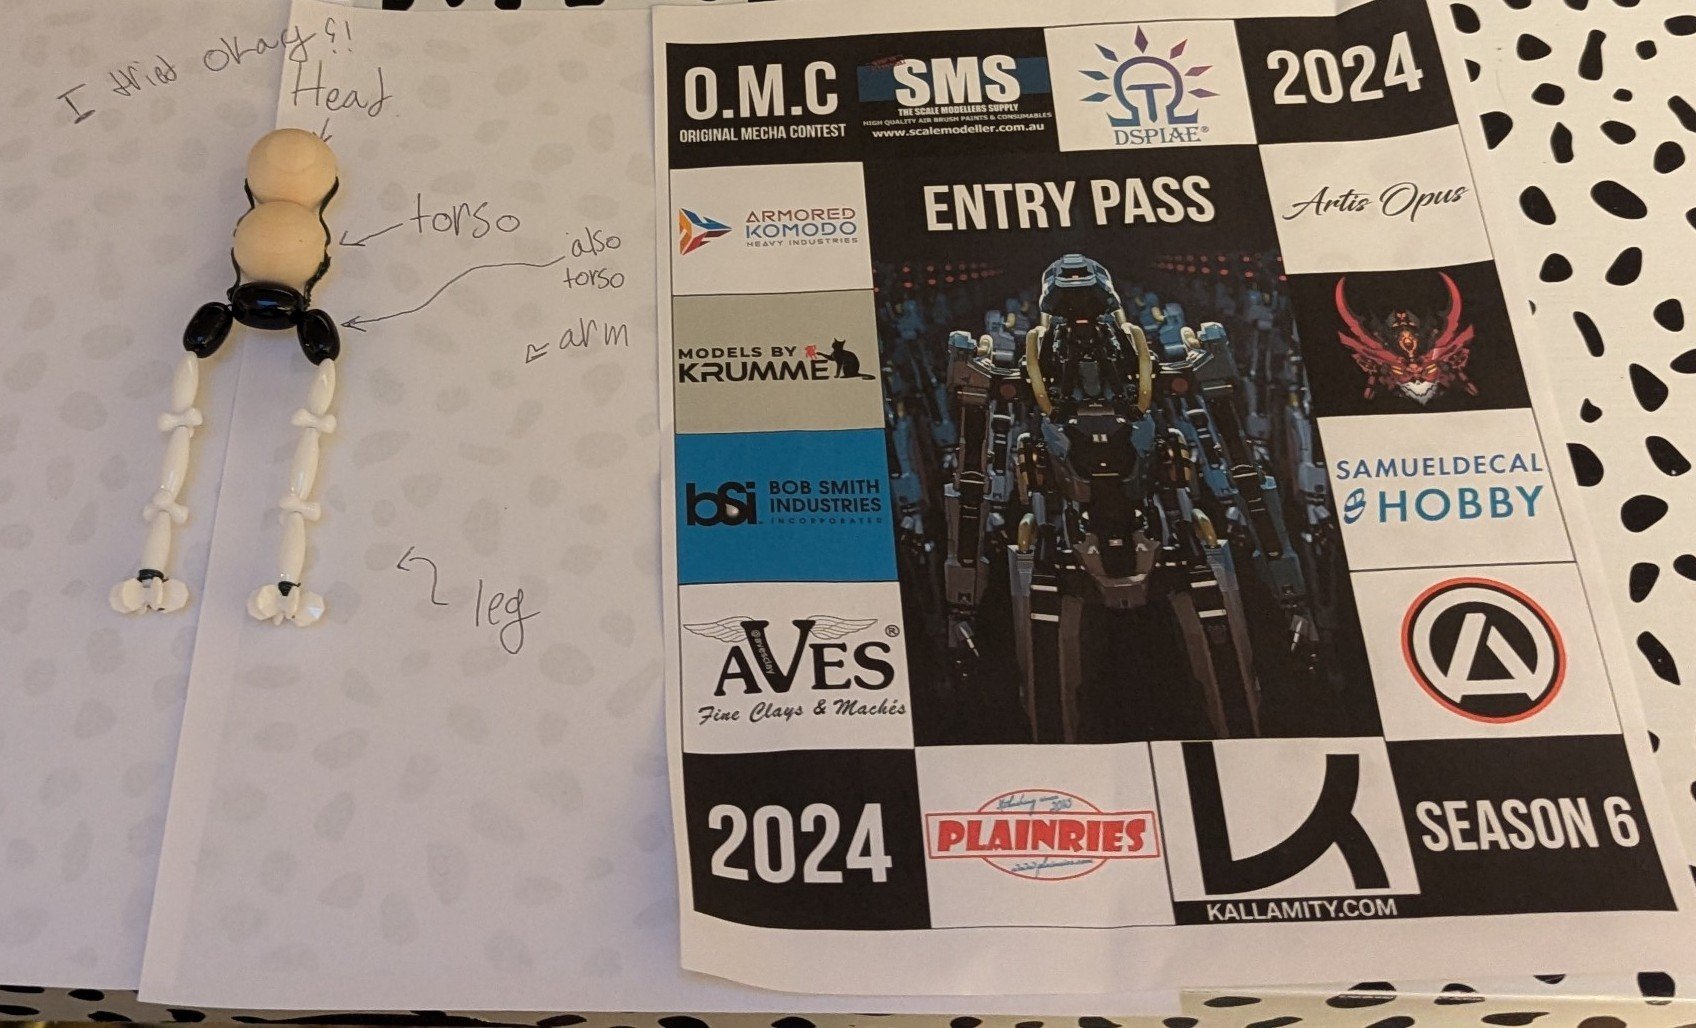 I tried okay?!
Head
torso
also
torso
arm
leg
O.M.C
ORIGINAL MECHA CONTEST
SMS
THE SCALE MODELLERS SUPPLY
HIGH QUALITY AIR BRUSH PAINTS & CONSUMABLES
www.scalemodeller.com.au
DSPIAE®
2024
ARMORED
KOMODO
HEAVY INDUSTRIES
ENTRY PASS
Artis Opus
MODELS BY
KRUMME
bsi
BOB SMITH
INDUSTRIES
INCORPORATED
SAMUELDECAL
HOBBY
AVES®
@avesclay
Fine Clays & Machés
2024
PLAINRIES
K
KALLAMITY.COM
SEASON 6